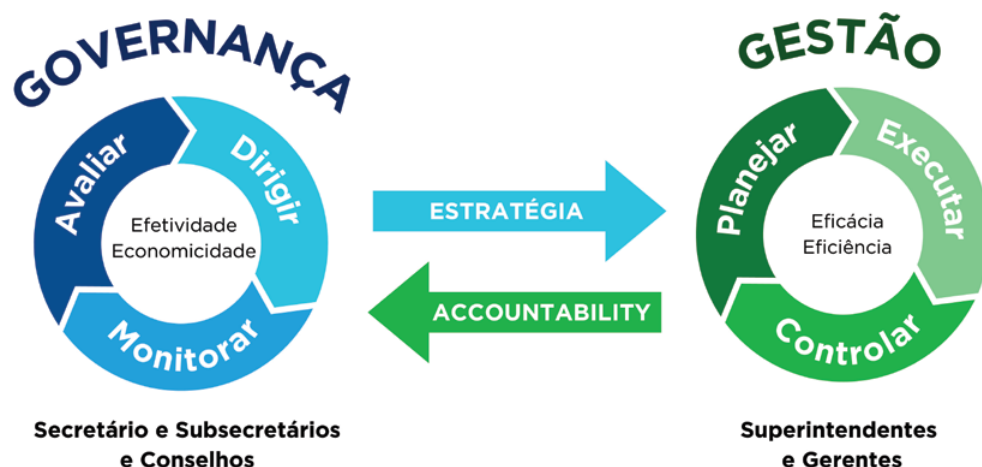 GOVERNANÇA
Avaliar
Dirigir
Monitorar
Efetividade
Economicidade
Secretário e Subsecretários
e Conselhos
ESTRATÉGIA
ACCOUNTABILITY
GESTÃO
Planejar
Executar
Controlar
Eficácia
Eficiência
Superintendentes
e Gerentes